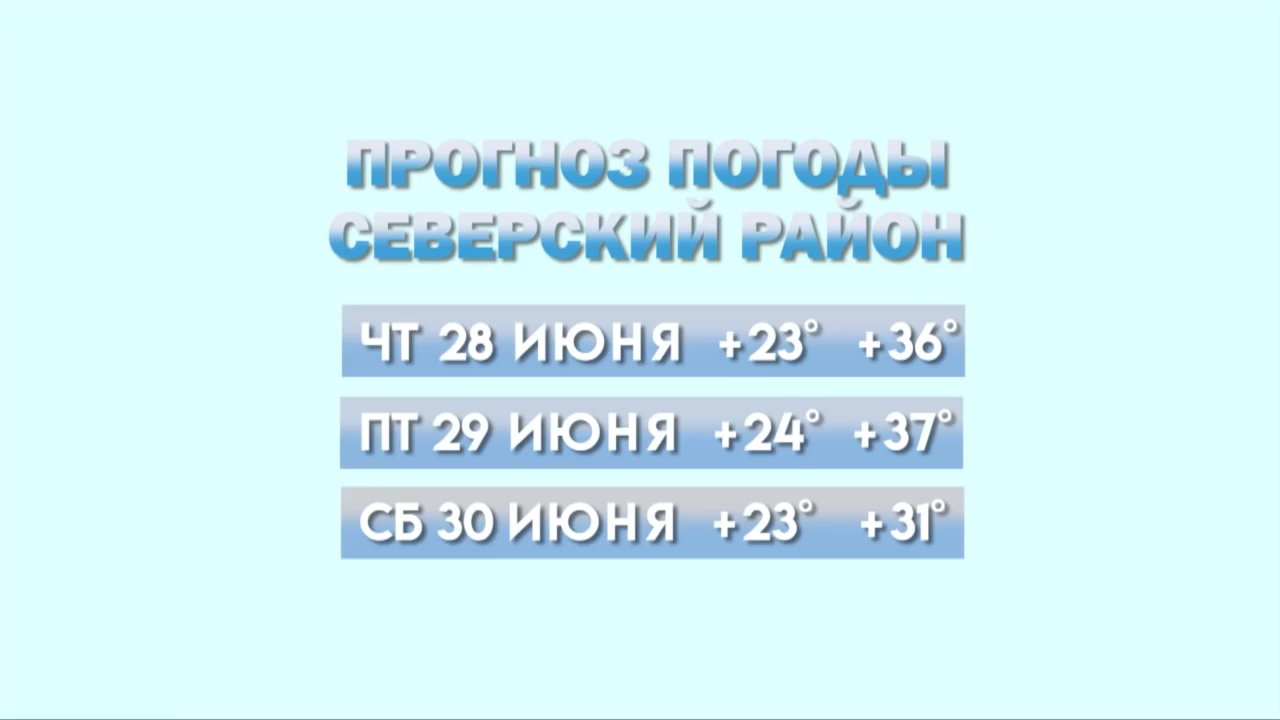 ПРОГНОЗ ПОГОДЫ
СЕВЕРСКИЙ РАЙОН
ЧТ 28 ИЮНЯ +23° +36°
ПТ 29 ИЮНЯ +24° +37°
СБ 30 ИЮНЯ +23° +31°